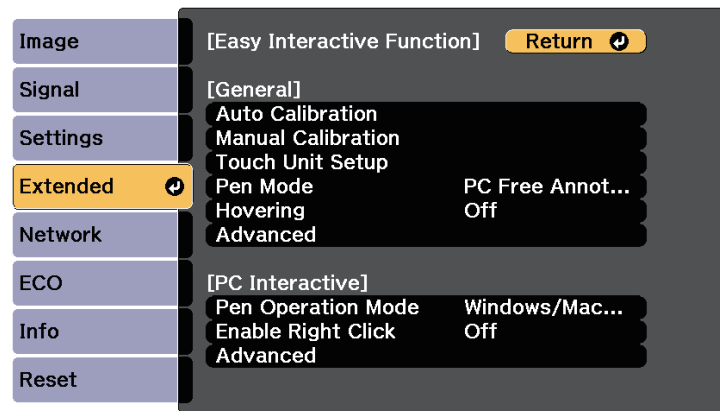 Image
Signal
Settings
Extended
Network
ECO
Info
Reset
[Easy Interactive Function] Return
[General]
Auto Calibration
Manual Calibration
Touch Unit Setup
Pen Mode PC Free Annot...
Hovering Off
Advanced
[PC Interactive]
Pen Operation Mode Windows/Mac...
Enable Right Click Off
Advanced